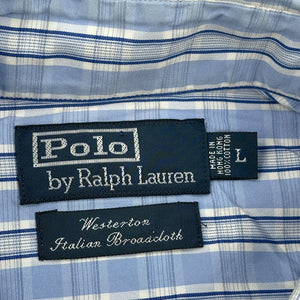 Polo
by Ralph Lauren
MADE IN
HONG KONG
100% COTTON
L
Westerton
Italian Broadcloth